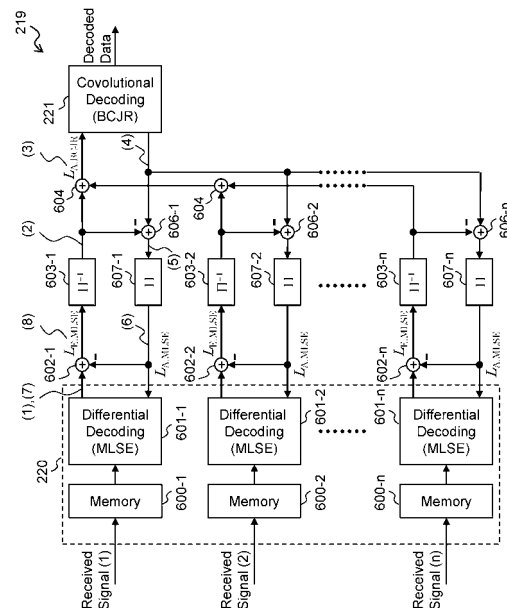 219
Decoded
Data
221
Covolutional
Decoding
(BCJR)
(3)
L_A,BCJR
(4)
604
604
(2)
606-1
606-2
606-n
(5)
603-1
Π⁻¹
607-1
Π
603-2
Π⁻¹
607-2
Π
603-n
Π⁻¹
607-n
Π
(8)
(6)
L_E,MLSE
L_A,MLSE
L_E,MLSE
L_A,MLSE
L_E,MLSE
L_A,MLSE
602-1
602-2
602-n
(1),(7)
220
Differential
Decoding
(MLSE)
601-1
Differential
Decoding
(MLSE)
601-2
Differential
Decoding
(MLSE)
601-n
Memory
600-1
Memory
600-2
Memory
600-n
Received
Signal (1)
Received
Signal (2)
Received
Signal (n)